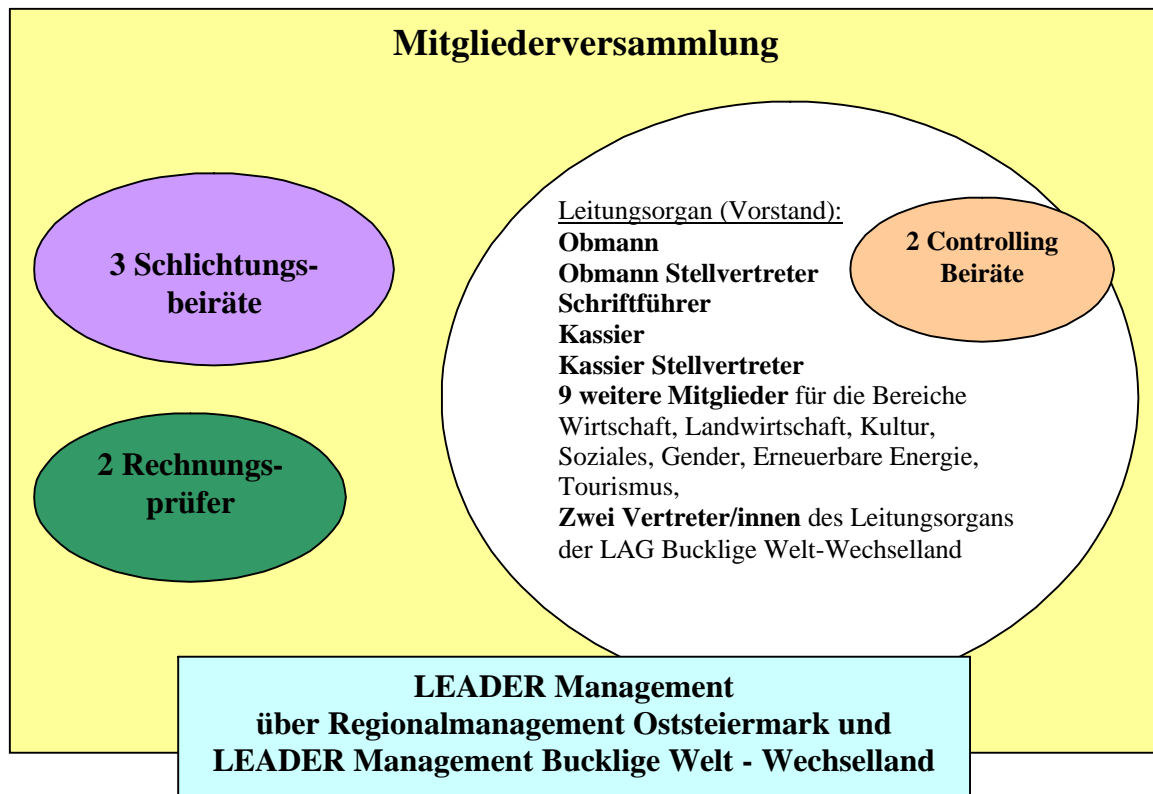 Mitgliederversammlung
3 Schlichtungs-
beiräte
2 Rechnungs-
prüfer
Leitungsorgan (Vorstand):
Obmann
Obmann Stellvertreter
Schriftführer
Kassier
Kassier Stellvertreter
9 weitere Mitglieder für die Bereiche
Wirtschaft, Landwirtschaft, Kultur,
Soziales, Gender, Erneuerbare Energie,
Tourismus,
Zwei Vertreter/innen des Leitungsorgans
der LAG Bucklige Welt-Wechselland
2 Controlling
Beiräte
LEADER Management
über Regionalmanagement Oststeiermark und
LEADER Management Bucklige Welt - Wechselland